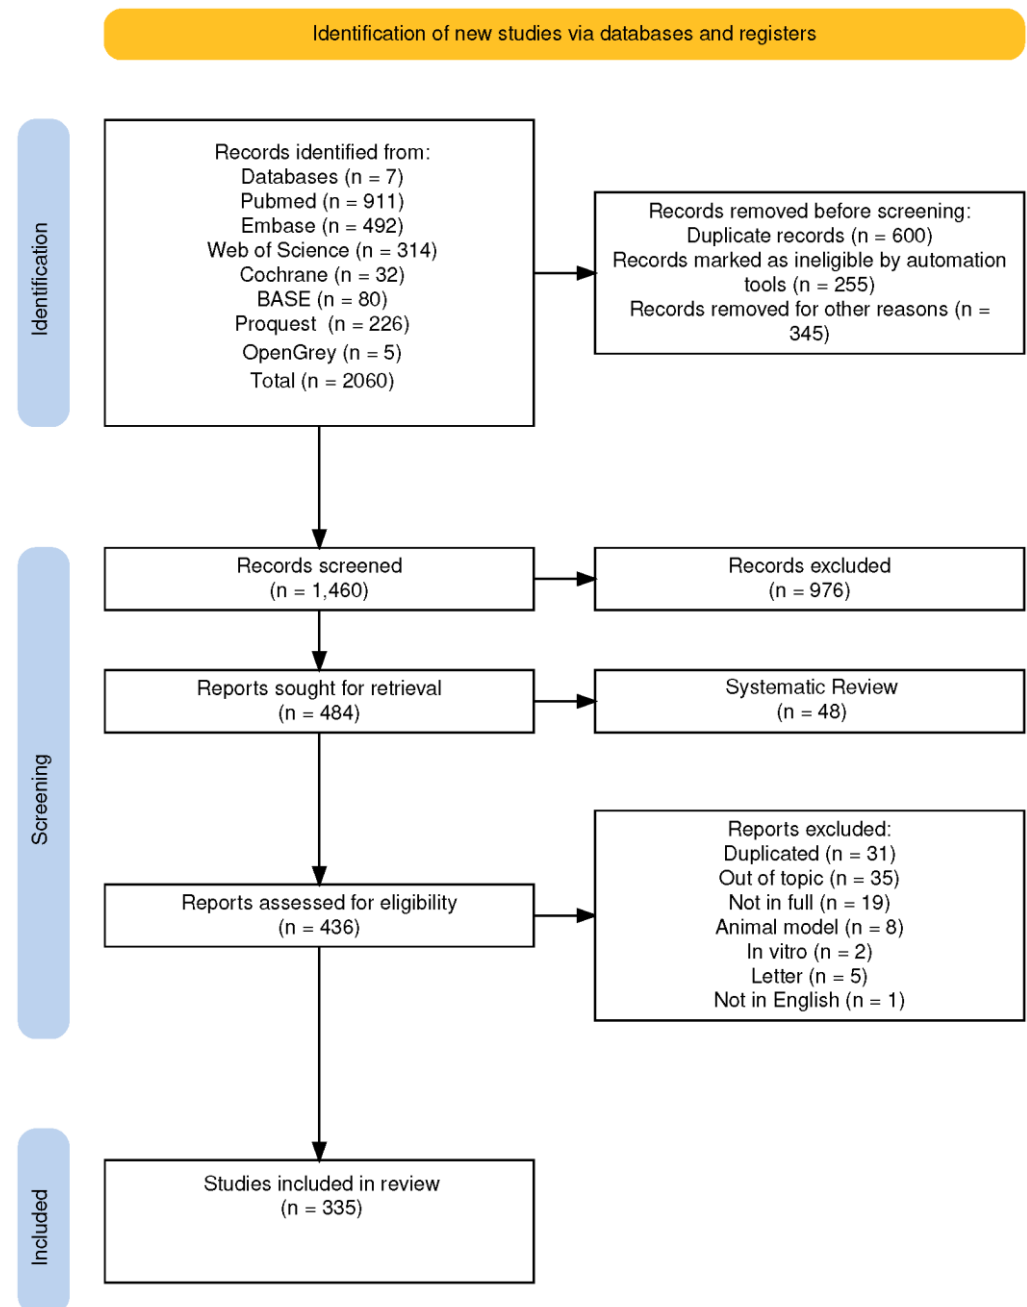 Identification of new studies via databases and registers
Identification
Records identified from:
Databases (n = 7)
Pubmed (n = 911)
Embase (n = 492)
Web of Science (n = 314)
Cochrane (n = 32)
BASE (n = 80)
Proquest (n = 226)
OpenGrey (n = 5)
Total (n = 2060)
Records removed before screening:
Duplicate records (n = 600)
Records marked as ineligible by automation
tools (n = 255)
Records removed for other reasons (n =
345)
Screening
Records screened
(n = 1,460)
Records excluded
(n = 976)
Reports sought for retrieval
(n = 484)
Systematic Review
(n = 48)
Reports assessed for eligibility
(n = 436)
Reports excluded:
Duplicated (n = 31)
Out of topic (n = 35)
Not in full (n = 19)
Animal model (n = 8)
In vitro (n = 2)
Letter (n = 5)
Not in English (n = 1)
Included
Studies included in review
(n = 335)